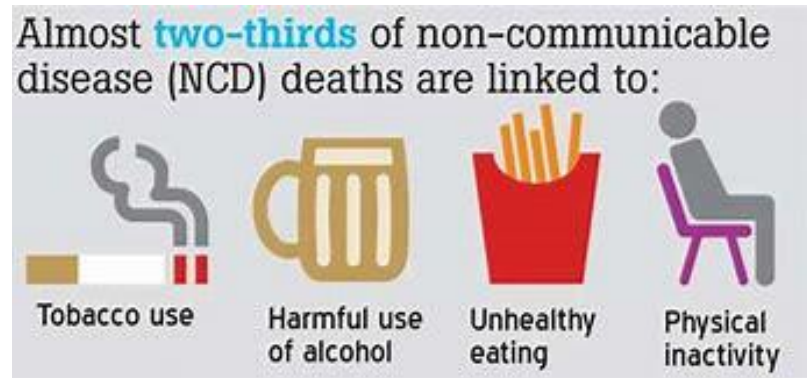 Almost two-thirds of non-communicable
disease (NCD) deaths are linked to:
Tobacco use
Harmful use
of alcohol
Unhealthy
eating
Physical
inactivity